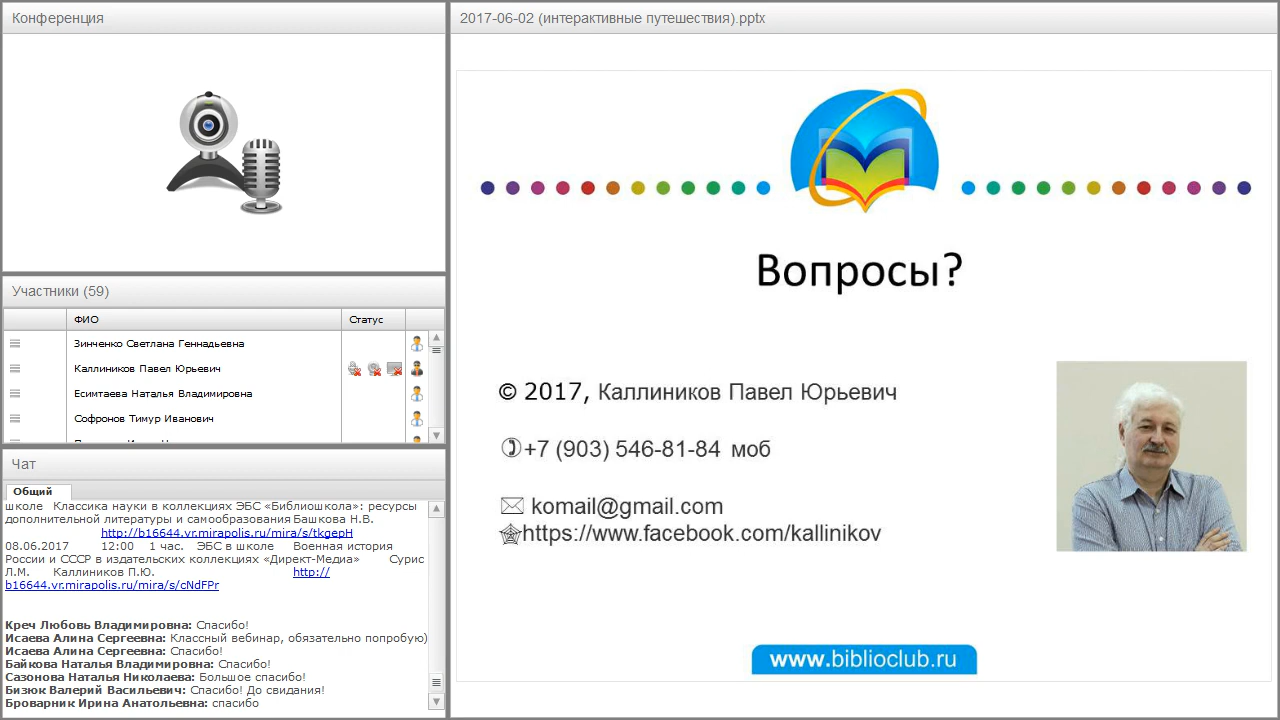 Конференция
Участники (59)
ФИО Статус
Зинченко Светлана Геннадьевна
Каллиников Павел Юрьевич
Есимтаева Наталья Владимировна
Софронов Тимур Иванович
Чат
Общий
школе Классика науки в коллекциях ЭБС «Библиошкола»: ресурсы
дополнительной литературы и самообразования Башкова Н.В.
http://b16644.vr.mirapolis.ru/mira/s/tkgepH
08.06.2017 12:00 1 час. ЭБС в школе Военная история
России и СССР в издательских коллекциях «Директ-Медиа» Сурис
Л.М. Каллиников П.Ю. http://
b16644.vr.mirapolis.ru/mira/s/cNdFPr
Креч Любовь Владимировна: Спасибо!
Исаева Алина Сергеевна: Классный вебинар, обязательно попробую)
Исаева Алина Сергеевна: Спасибо!
Байкова Наталья Владимировна: Спасибо!
Сазонова Наталья Николаева: Большое спасибо!
Бизюк Валерий Васильевич: Спасибо! До свидания!
Броварник Ирина Анатольевна: спасибо
2017-06-02 (интерактивные путешествия).pptx
Вопросы?
© 2017, Каллиников Павел Юрьевич
+7 (903) 546-81-84 моб
komail@gmail.com
https://www.facebook.com/kallinikov
www.biblioclub.ru